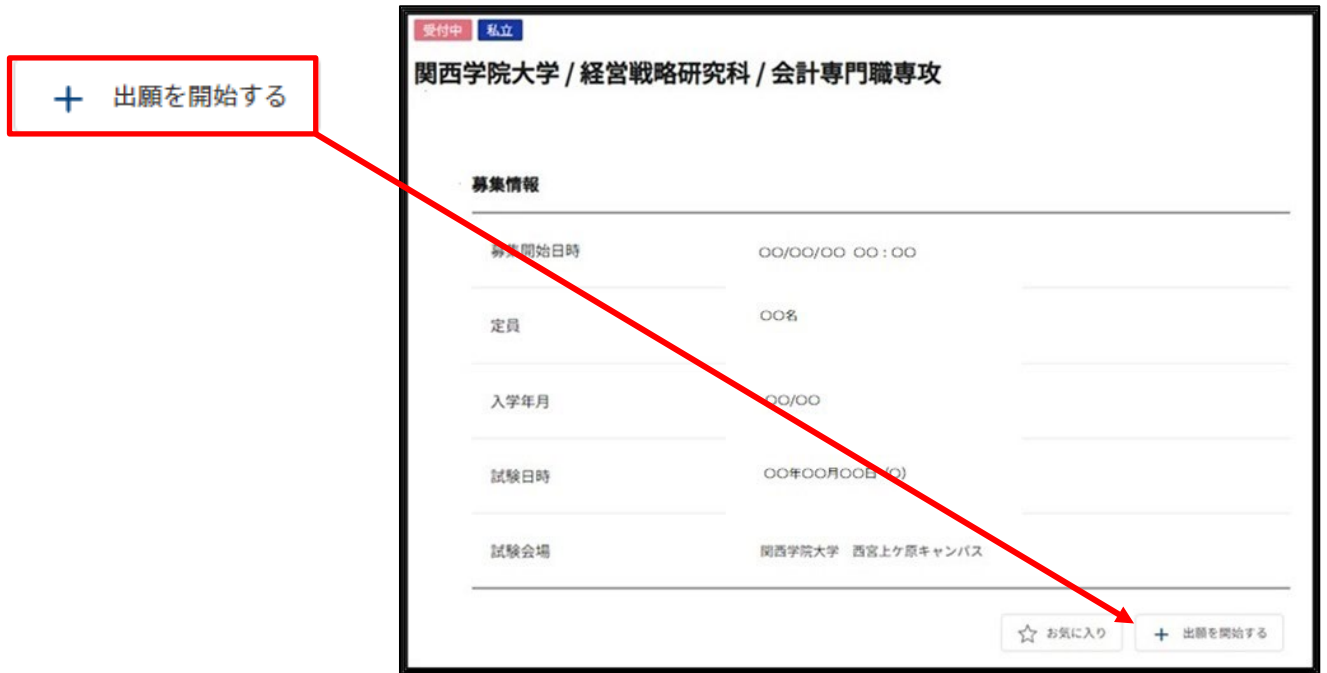 + 出願を開始する
受付中 私立
関西学院大学 / 経営戦略研究科 / 会計専門職専攻
募集情報
募集開始日時 〇〇/〇〇/〇〇 〇〇:〇〇
定員 〇〇名
入学年月 〇〇/〇〇
試験日時 〇〇年〇〇月〇〇日 (〇)
試験会場 関西学院大学 西宮上ケ原キャンパス
☆ お気に入り + 出願を開始する